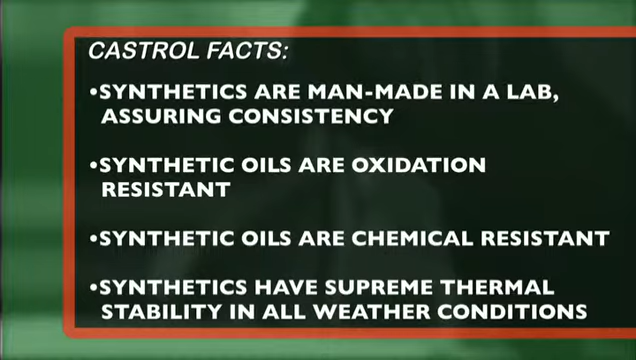 CASTROL FACTS:
•SYNTHETICS ARE MAN-MADE IN A LAB,
ASSURING CONSISTENCY
•SYNTHETIC OILS ARE OXIDATION
RESISTANT
•SYNTHETIC OILS ARE CHEMICAL RESISTANT
•SYNTHETICS HAVE SUPREME THERMAL
STABILITY IN ALL WEATHER CONDITIONS